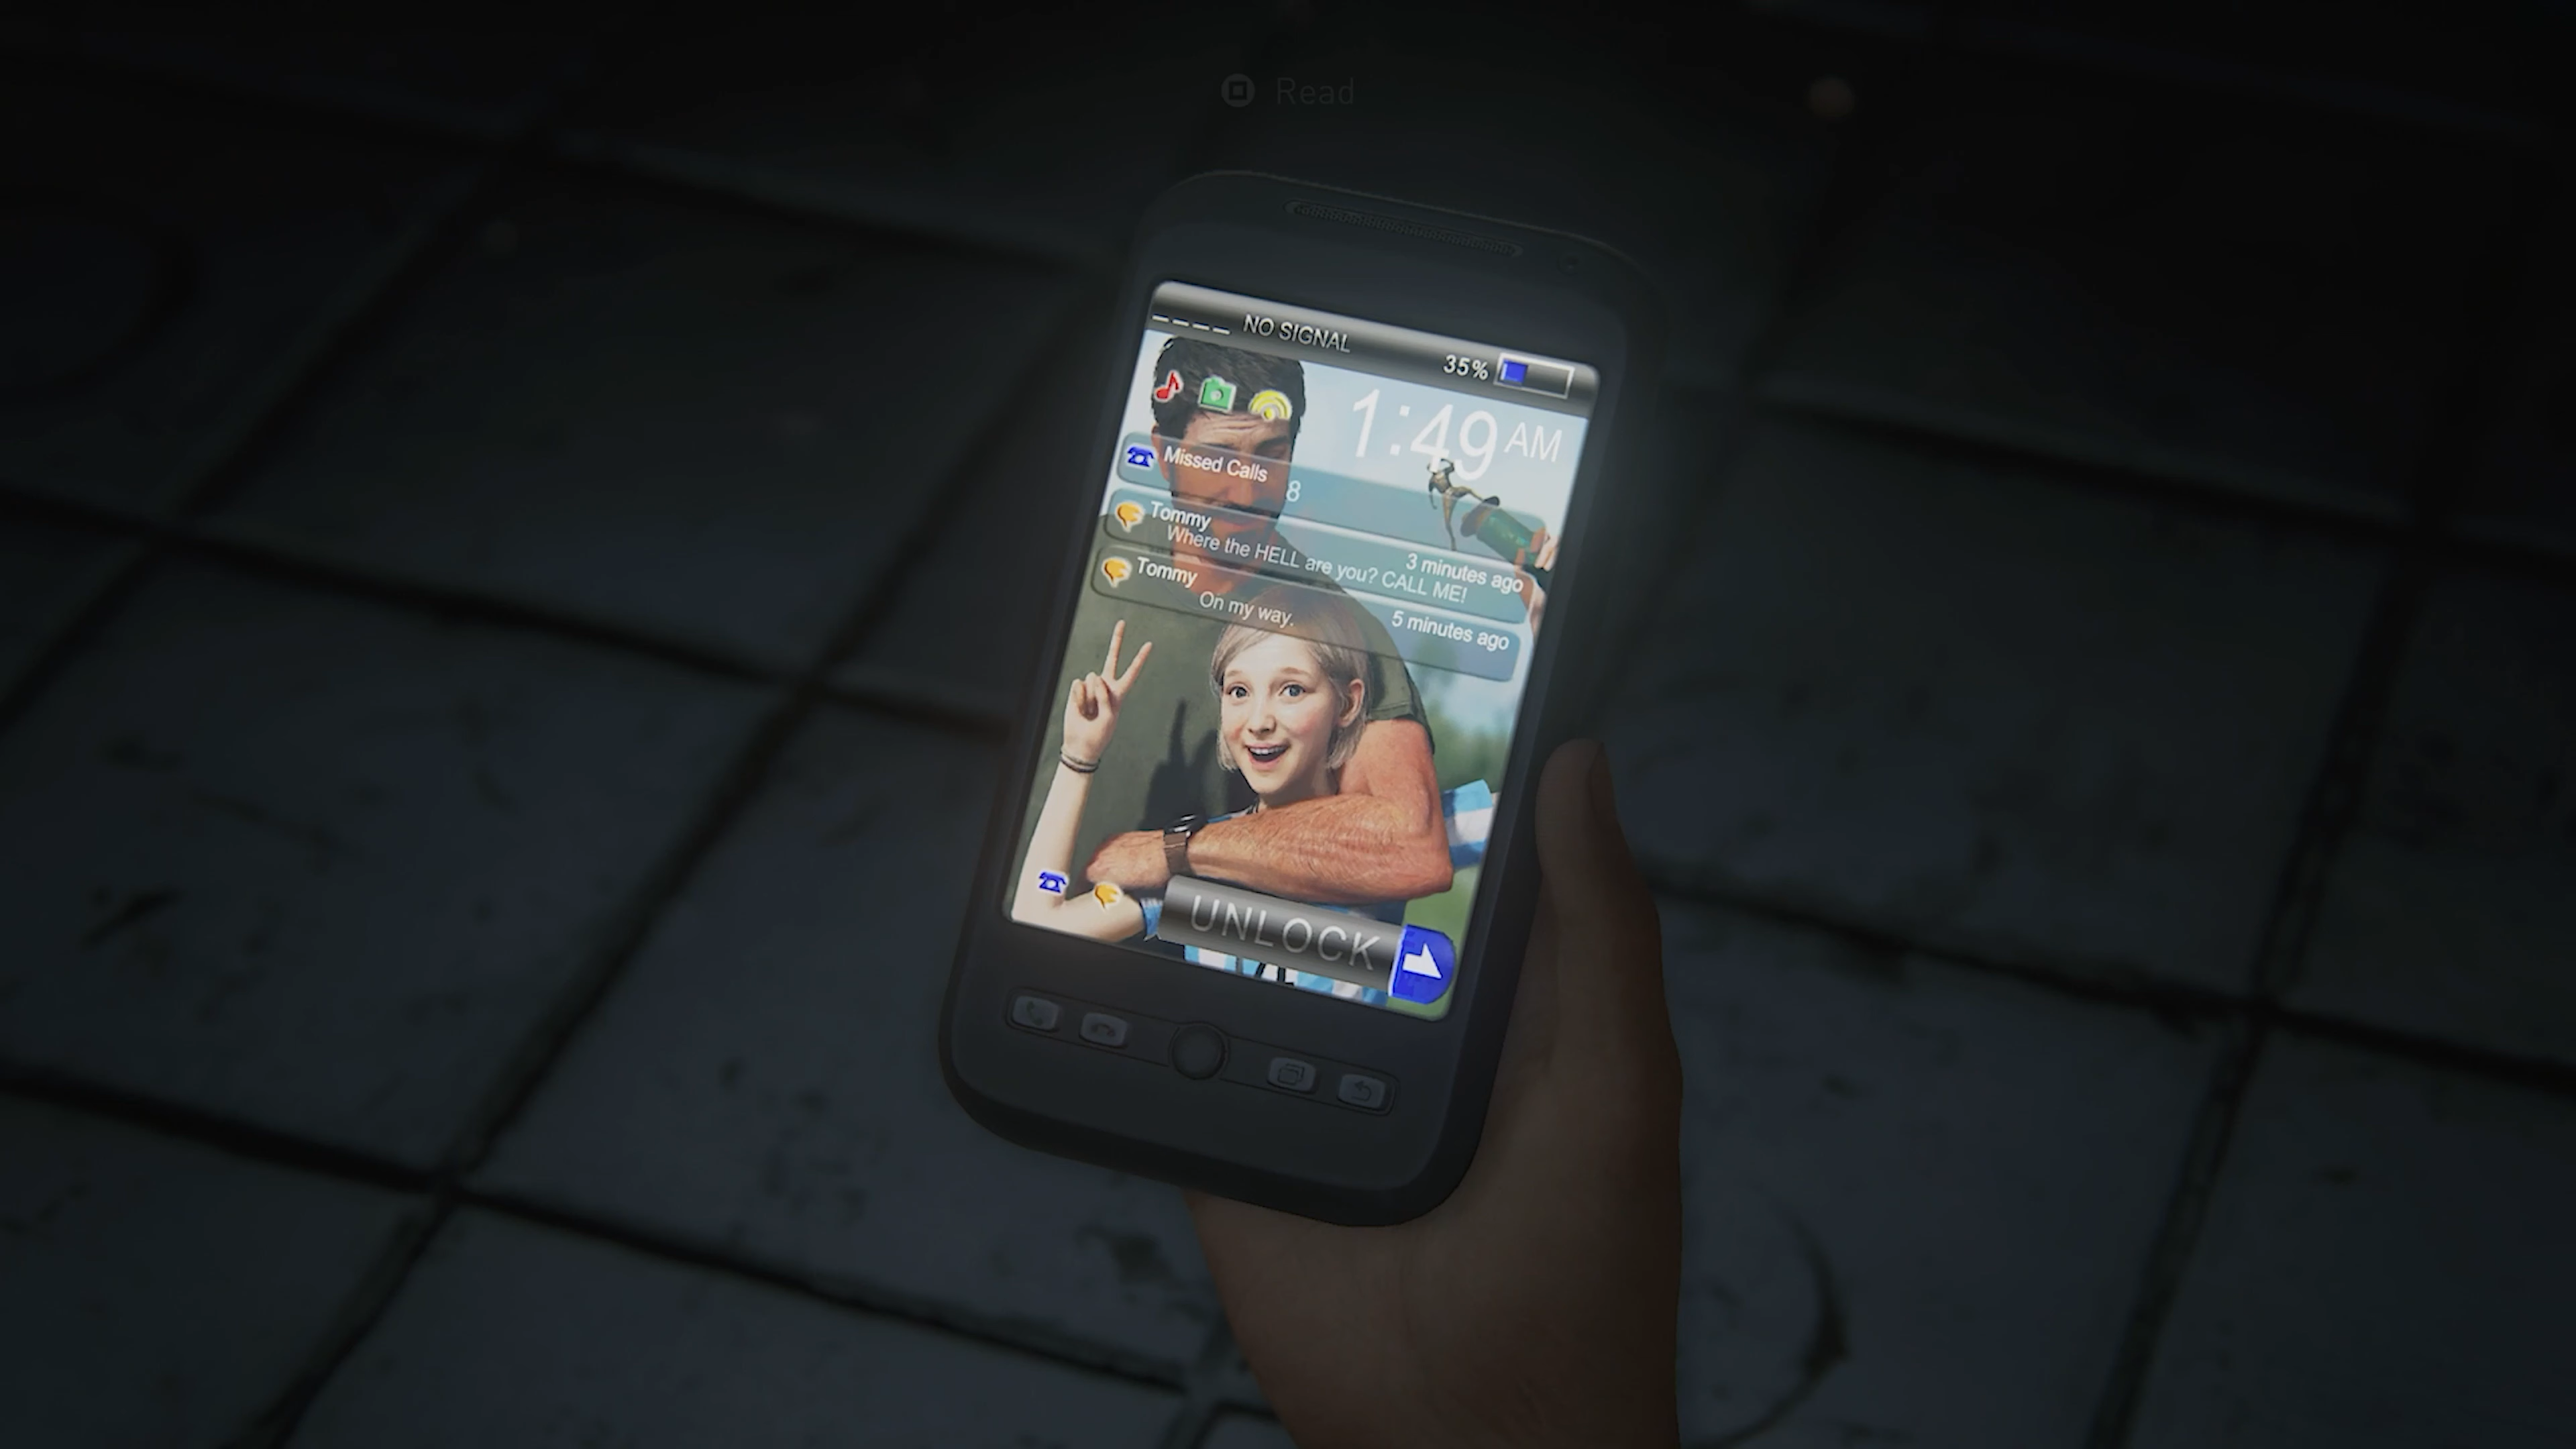 Read
NO SIGNAL
35%
1:49 AM
Missed Calls
8
Tommy
3 minutes ago
Where the HELL are you? CALL ME!
Tommy
5 minutes ago
On my way.
UNLOCK